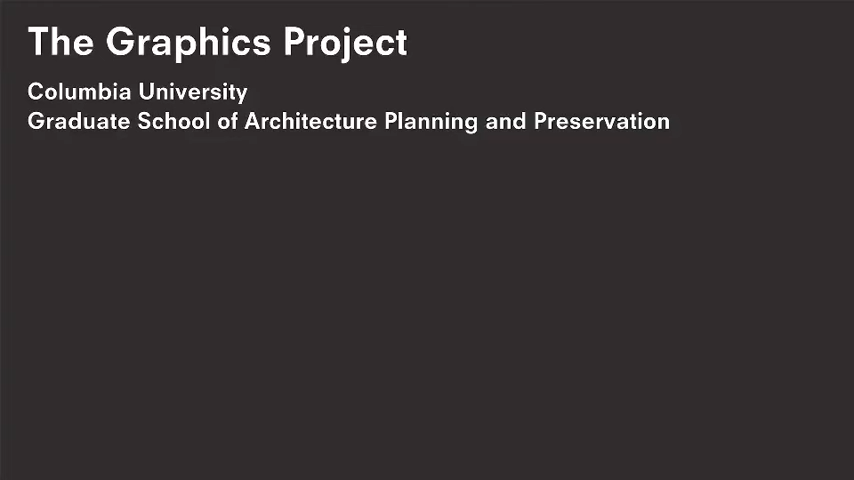 The Graphics Project
Columbia University
Graduate School of Architecture Planning and Preservation